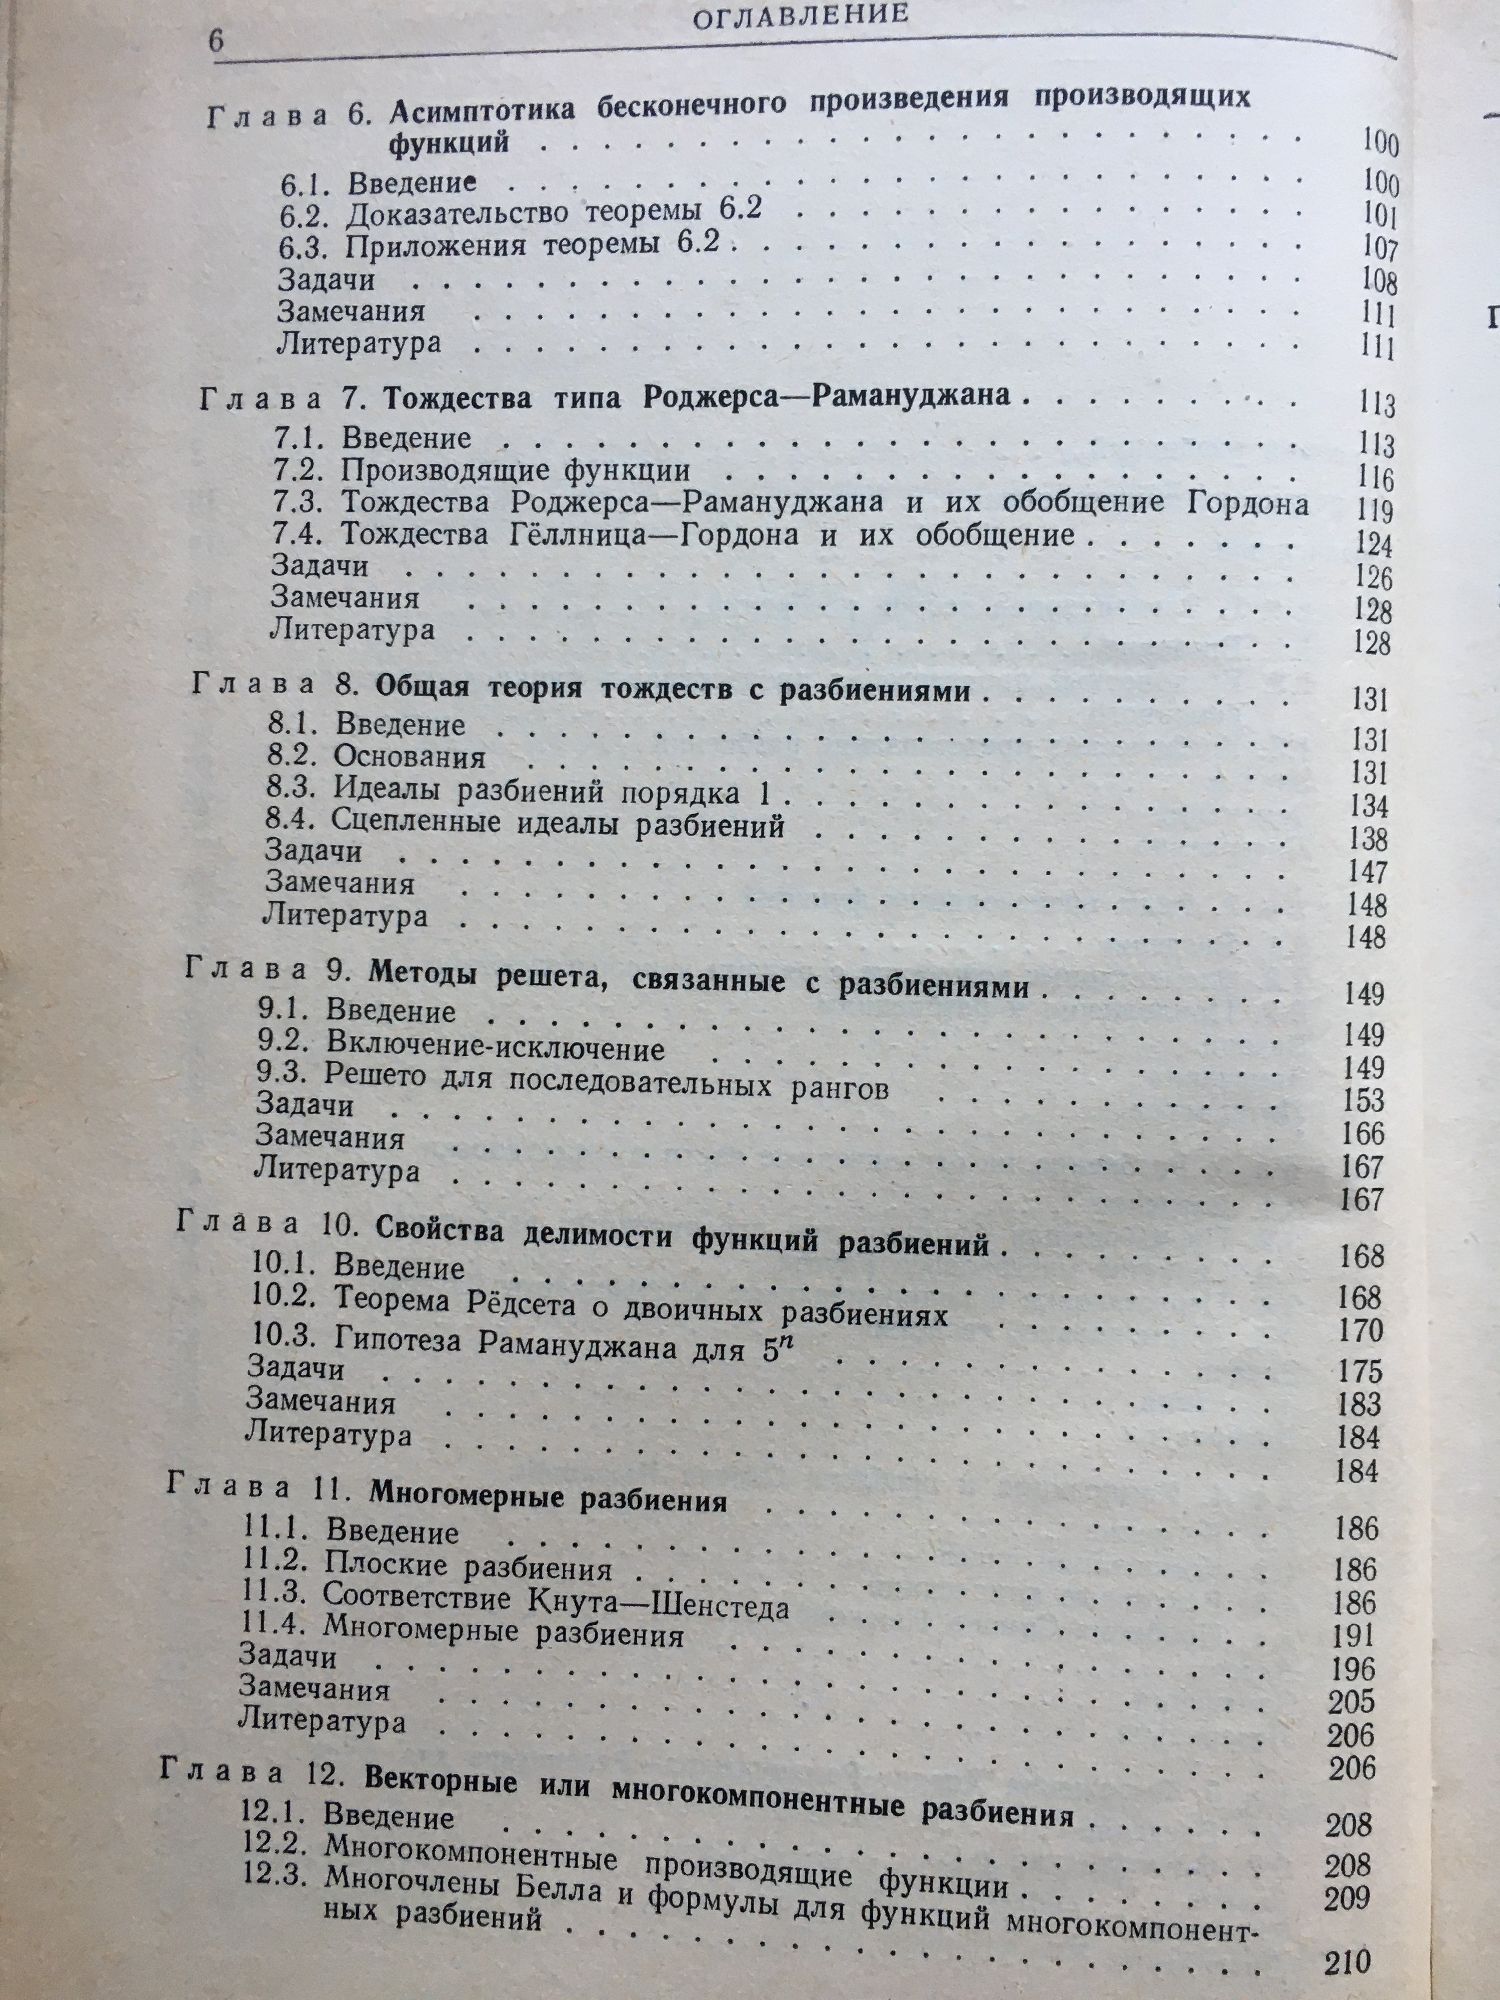 6
ОГЛАВЛЕНИЕ
Глава 6. Асимптотика бесконечного произведения производящих
функций . . . . . . . . . . . . . . . . . . . . . . . . . 100
6.1. Введение . . . . . . . . . . . . . . . . . . . . . . . . . . 100
6.2. Доказательство теоремы 6.2 . . . . . . . . . . . . . . . . . 101
6.3. Приложения теоремы 6.2 . . . . . . . . . . . . . . . . . . . 107
Задачи . . . . . . . . . . . . . . . . . . . . . . . . . . . . . 108
Замечания . . . . . . . . . . . . . . . . . . . . . . . . . . . 111
Литература . . . . . . . . . . . . . . . . . . . . . . . . . . . 111
Глава 7. Тождества типа Роджерса—Рамануджана . . . . . . . . . 113
7.1. Введение . . . . . . . . . . . . . . . . . . . . . . . . . . 113
7.2. Производящие функции . . . . . . . . . . . . . . . . . . . 116
7.3. Тождества Роджерса—Рамануджана и их обобщение Гордона 119
7.4. Тождества Гёллница—Гордона и их обобщение . . . . . . . 124
Задачи . . . . . . . . . . . . . . . . . . . . . . . . . . . . . 126
Замечания . . . . . . . . . . . . . . . . . . . . . . . . . . . 128
Литература . . . . . . . . . . . . . . . . . . . . . . . . . . . 128
Глава 8. Общая теория тождеств с разбиениями . . . . . . . . . . 131
8.1. Введение . . . . . . . . . . . . . . . . . . . . . . . . . . 131
8.2. Основания . . . . . . . . . . . . . . . . . . . . . . . . . 131
8.3. Идеалы разбиений порядка 1 . . . . . . . . . . . . . . . . . 134
8.4. Сцепленные идеалы разбиений . . . . . . . . . . . . . . . . 138
Задачи . . . . . . . . . . . . . . . . . . . . . . . . . . . . . 147
Замечания . . . . . . . . . . . . . . . . . . . . . . . . . . . 148
Литература . . . . . . . . . . . . . . . . . . . . . . . . . . . 148
Глава 9. Методы решета, связанные с разбиениями . . . . . . . . 149
9.1. Введение . . . . . . . . . . . . . . . . . . . . . . . . . . 149
9.2. Включение-исключение . . . . . . . . . . . . . . . . . . . 149
9.3. Решето для последовательных рангов . . . . . . . . . . . . 153
Задачи . . . . . . . . . . . . . . . . . . . . . . . . . . . . . 166
Замечания . . . . . . . . . . . . . . . . . . . . . . . . . . . 167
Литература . . . . . . . . . . . . . . . . . . . . . . . . . . . 167
Глава 10. Свойства делимости функций разбиений . . . . . . . . . 168
10.1. Введение . . . . . . . . . . . . . . . . . . . . . . . . . . 168
10.2. Теорема Рёдсета о двоичных разбиениях . . . . . . . . . . 170
10.3. Гипотеза Рамануджана для 5ⁿ . . . . . . . . . . . . . . . 175
Задачи . . . . . . . . . . . . . . . . . . . . . . . . . . . . . 183
Замечания . . . . . . . . . . . . . . . . . . . . . . . . . . . 184
Литература . . . . . . . . . . . . . . . . . . . . . . . . . . . 184
Глава 11. Многомерные разбиения . . . . . . . . . . . . . . . . . 186
11.1. Введение . . . . . . . . . . . . . . . . . . . . . . . . . . 186
11.2. Плоские разбиения . . . . . . . . . . . . . . . . . . . . . 186
11.3. Соответствие Кнута—Шенстеда . . . . . . . . . . . . . . . 191
11.4. Многомерные разбиения . . . . . . . . . . . . . . . . . . 196
Задачи . . . . . . . . . . . . . . . . . . . . . . . . . . . . . 205
Замечания . . . . . . . . . . . . . . . . . . . . . . . . . . . 206
Литература . . . . . . . . . . . . . . . . . . . . . . . . . . . 206
Глава 12. Векторные или многокомпонентные разбиения . . . . . . 208
12.1. Введение . . . . . . . . . . . . . . . . . . . . . . . . . . 208
12.2. Многокомпонентные производящие функции . . . . . . . . 209
12.3. Многочлены Белла и формулы для функций многокомпонент-
ных разбиений . . . . . . . . . . . . . . . . . . . . . . . 210